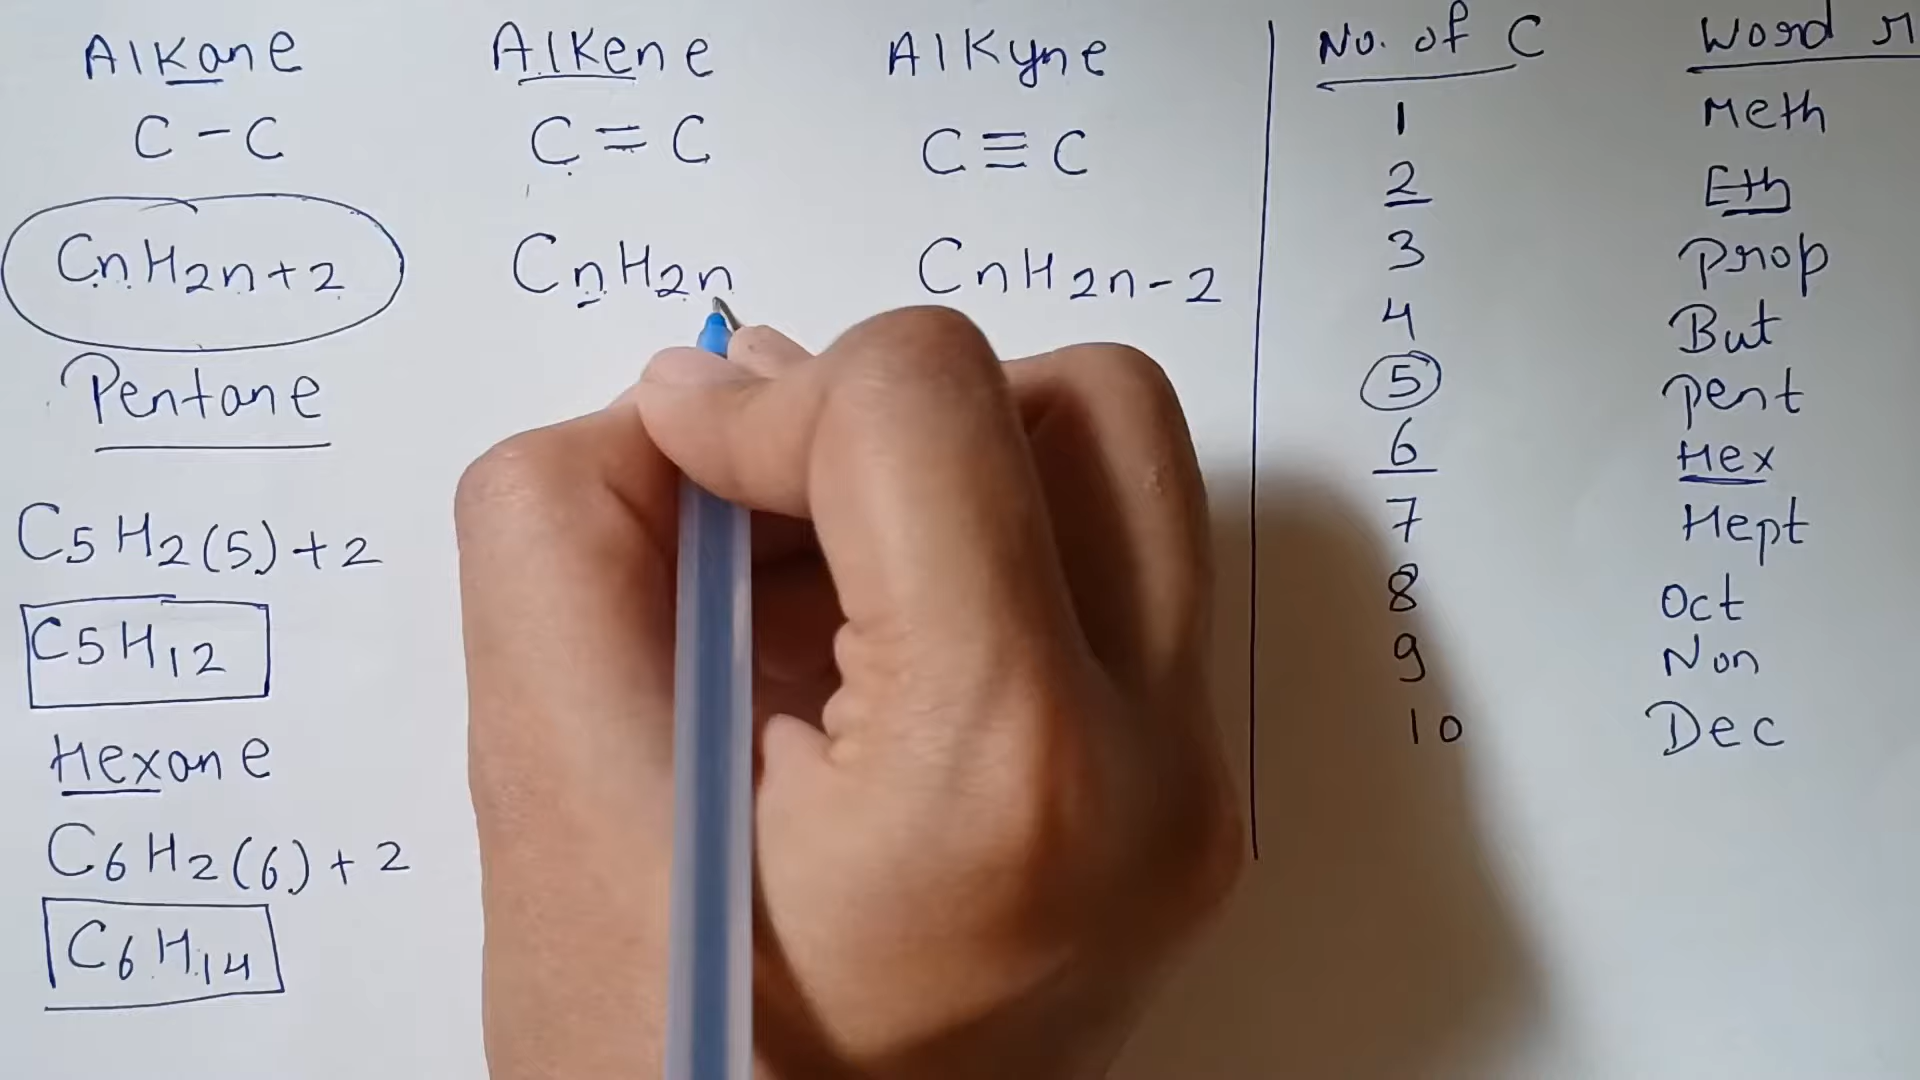 Alkane
C - C
CnH2n+2
Pentane
C5H2(5)+2
C5H12
Hexane
C6H2(6)+2
C6H14
Alkene
C = C
CnH2n
Alkyne
C ≡ C
CnH2n-2
No. of C Word
1 Meth
2 Eth
3 Prop
4 But
5 Pent
6 Hex
7 Hept
8 Oct
9 Non
10 Dec